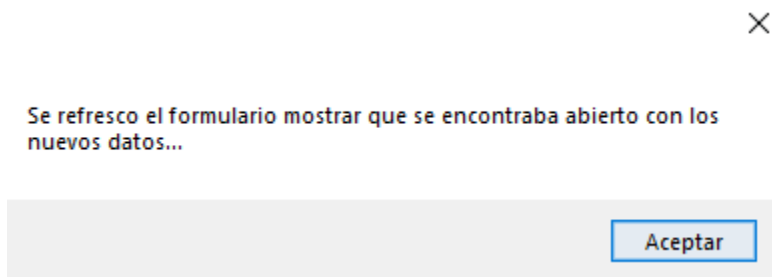 Se refresco el formulario mostrar que se encontraba abierto con los
nuevos datos...
Aceptar